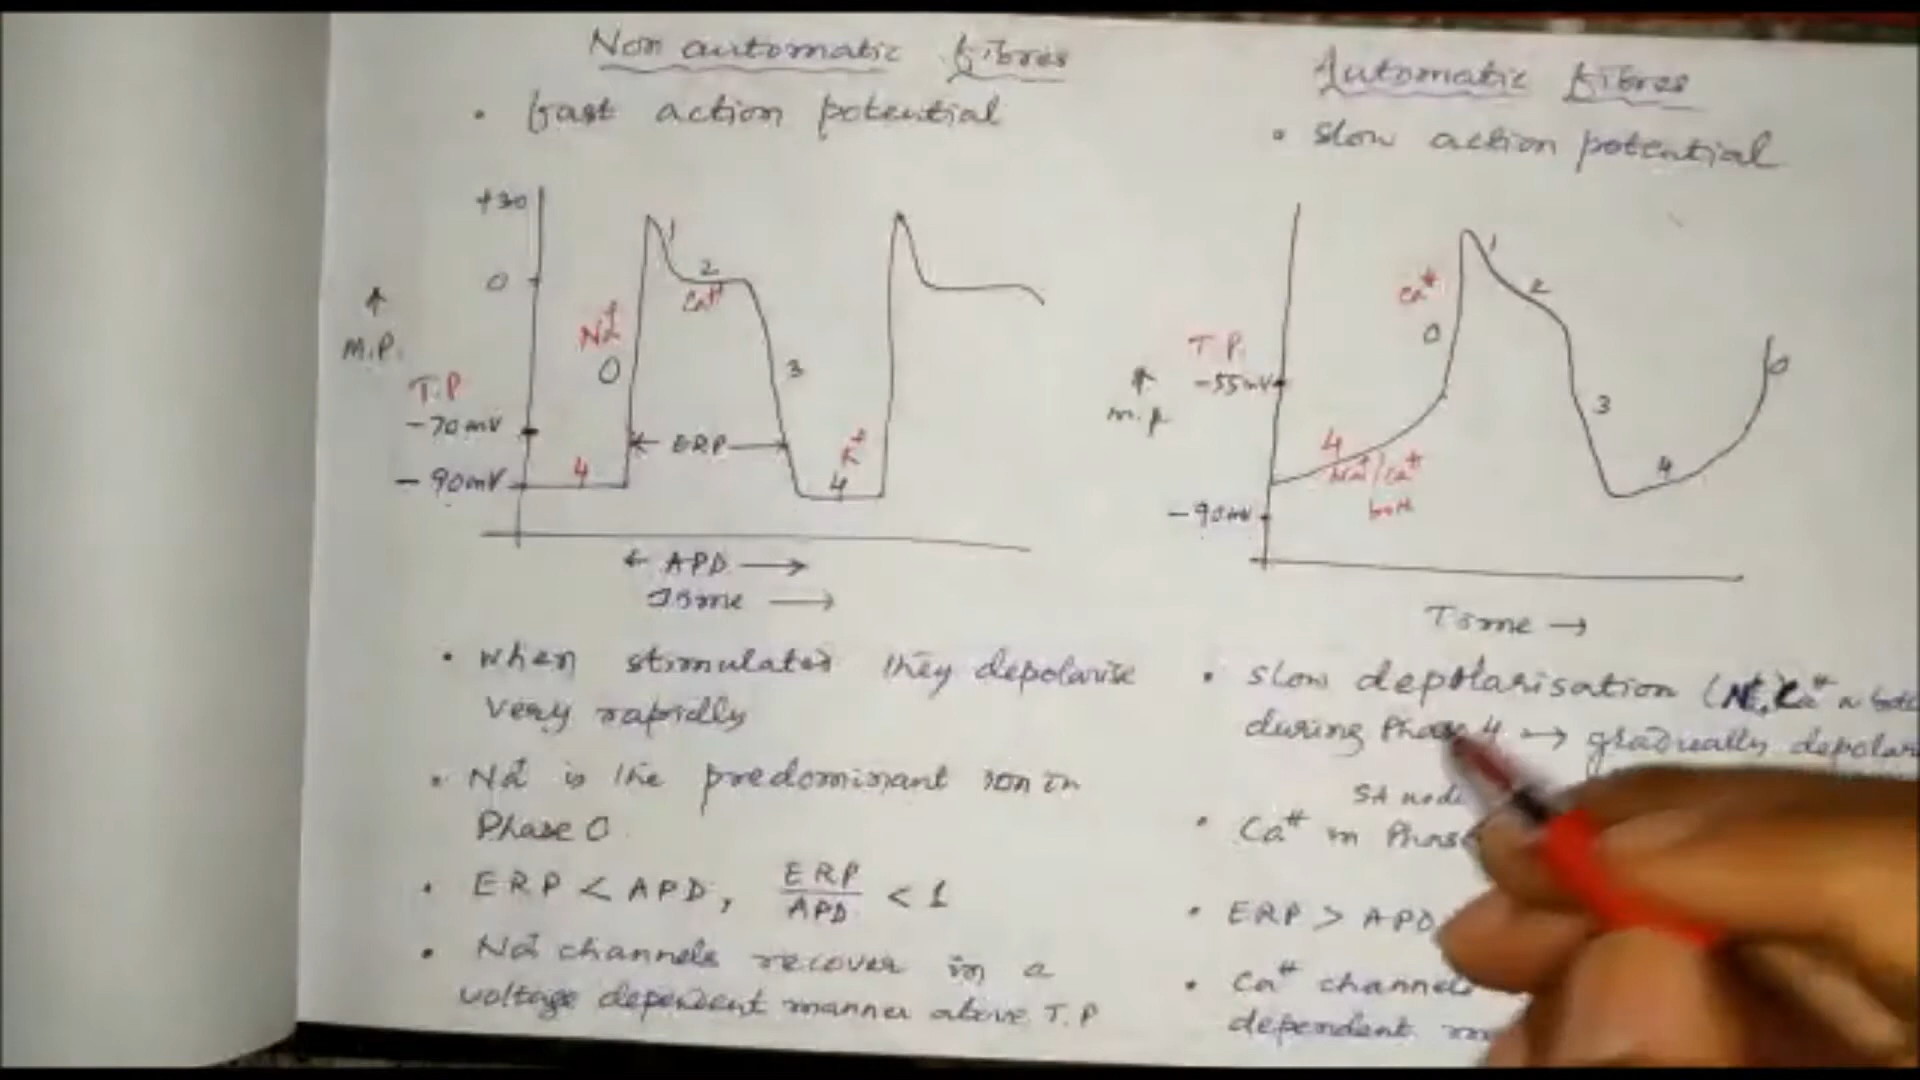 Non automatic fibres
• fast action potential
+30
0
↑
M.P.
T.P
-70mV
-90mV
1
2
Ca++
Na+
0
3
← ERP →
K+
4
4
← APD →
Time →
• When stimulated they depolarise
very rapidly
• Na+ is the predominant ion in
Phase 0
• ERP < APD, ERP/APD < 1
• Na+ channels recover in a
voltage dependent manner above T.P
Automatic fibres
• slow action potential
T.P.
-55mV
↑
m.p
-90mV
1
2
Ca++
0
3
4
Na+/Ca++
both
4
0
Time →
• slow depolarisation (Na+, Ca++
during Phase 4 → gradually depolar
SA node
• Ca++ in Phase
• ERP > APD
• Ca++ channels
dependent